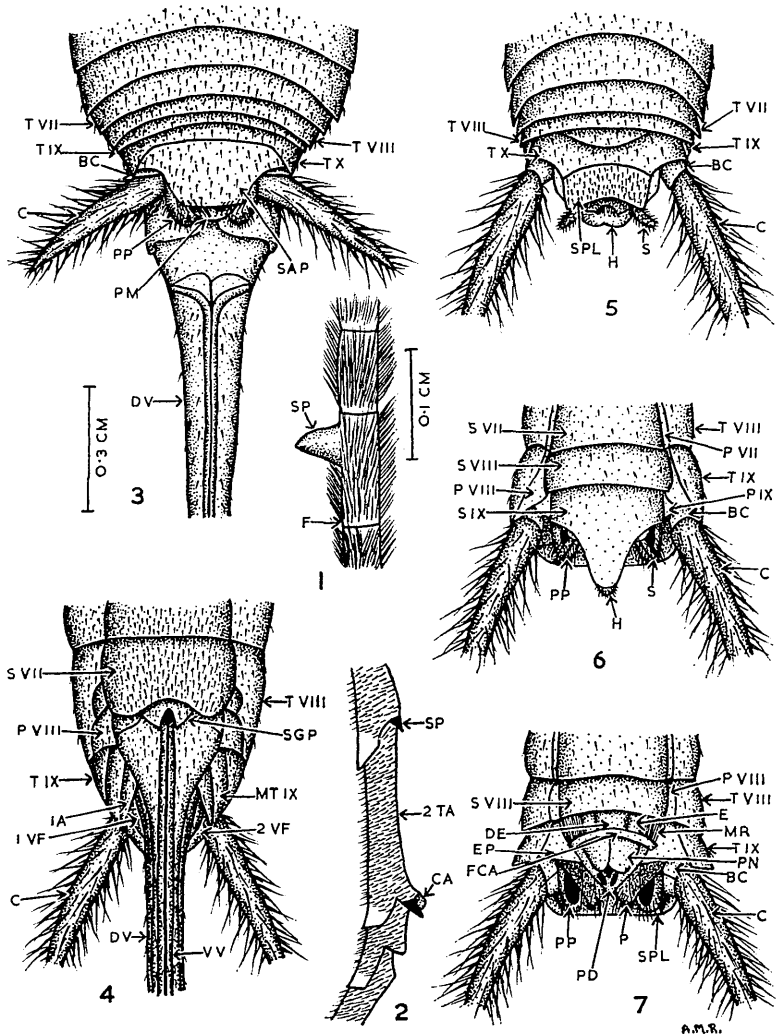 T VII
T IX
BC
C
PP
PM
SAP
T VIII
T X
DV
0·3 CM
3
SP
F
0·1 CM
1
T VIII
T X
T VII
T IX
BC
C
SPL
H
S
5
S VII
S VIII
P VIII
S IX
T VIII
P VII
T IX
P IX
BC
C
PP
H
S
6
S VII
P VIII
T IX
IA
1 VF
C
DV
VV
T VIII
SGP
MT IX
2 VF
4
SP
2 TA
CA
2
S VIII
DE
EP
FCA
P VIII
T VIII
E
MR
T IX
PN
BC
C
PP
PD
P
SPL
7
A.M.R.